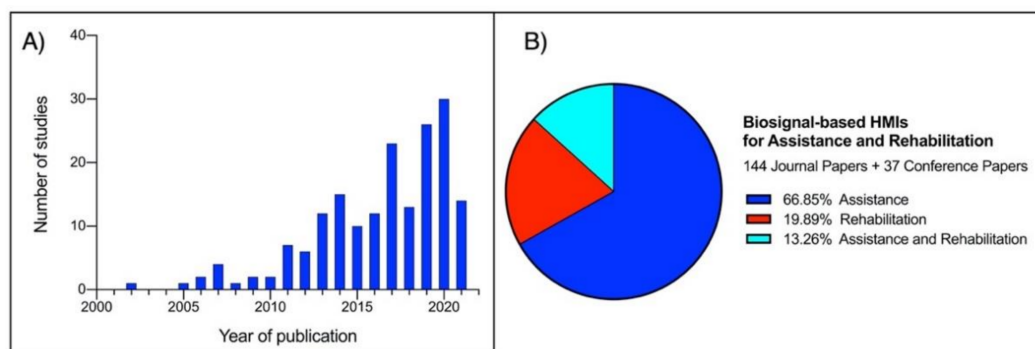 A)
40
30
20
10
0
2000 2005 2010 2015 2020
Number of studies
Year of publication
B)
Biosignal-based HMIs
for Assistance and Rehabilitation
144 Journal Papers + 37 Conference Papers
66.85% Assistance
19.89% Rehabilitation
13.26% Assistance and Rehabilitation